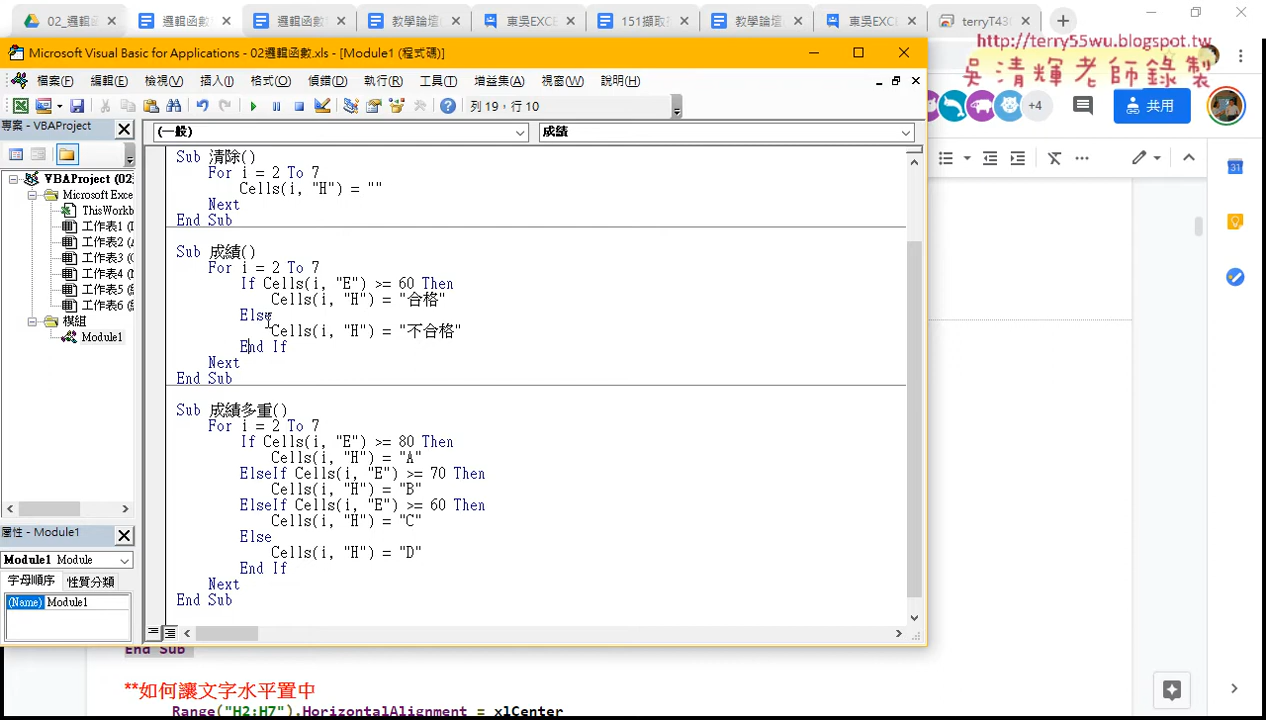 02_邏輯函數
邏輯函數
邏輯函數
教學論壇
東吳EXCE
151擷取
教學論壇
東吳EXCE
terryT430
http://terry55wu.blogspot.tw
吳清輝老師錄製
Microsoft Visual Basic for Applications - 02邏輯函數.xls - [Module1 (程式碼)]
檔案(F) 編輯(E) 檢視(V) 插入(I) 格式(O) 偵錯(D) 執行(R) 工具(T) 增益集(A) 視窗(W) 說明(H)
列 19，行 10
+4
共用
專案 - VBAProject
(一般)
成績
VBAProject (02
Microsoft Exce
ThisWorkb
工作表1 (I
工作表2 (A
工作表3 (
工作表4 (
工作表5 (
工作表6 (
模組
Module1
屬性 - Module1
Module1 Module
字母順序 性質分類
(Name) Module1
Sub 清除()
For i = 2 To 7
Cells(i, "H") = ""
Next
End Sub
Sub 成績()
For i = 2 To 7
If Cells(i, "E") >= 60 Then
Cells(i, "H") = "合格"
Else
Cells(i, "H") = "不合格"
End If
Next
End Sub
Sub 成績多重()
For i = 2 To 7
If Cells(i, "E") >= 80 Then
Cells(i, "H") = "A"
ElseIf Cells(i, "E") >= 70 Then
Cells(i, "H") = "B"
ElseIf Cells(i, "E") >= 60 Then
Cells(i, "H") = "C"
Else
Cells(i, "H") = "D"
End If
Next
End Sub
End Sub
**如何讓文字水平置中
Range("H2:H7").HorizontalAlignment = xlCenter